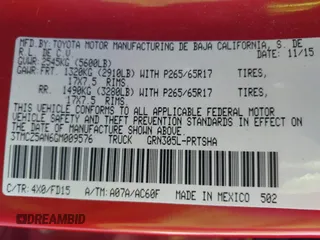 MFD. BY: TOYOTA MOTOR MANUFACTURING DE BAJA CALIFORNIA, S. DE
R.L. DE C.V. 11/15
GVWR: 2545KG (5600LB)
GAWR: FRT. 1320KG (2910LB) WITH P265/65R17 TIRES,
17X7.5 RIMS
RR. 1490KG (3280LB) WITH P265/65R17 TIRES,
17X7.5 RIMS
THIS VEHICLE CONFORMS TO ALL APPLICABLE FEDERAL MOTOR VEHICLE
SAFETY AND THEFT PREVENTION STANDARDS IN EFFECT ON THE DATE OF
MANUFACTURE SHOWN ABOVE.
3TMCZ5AN6GM009576 TRUCK GRN305L-PRTSHA
C/TR: 4X0/FD15 A/TM: A07A/AC60F MADE IN MEXICO 502